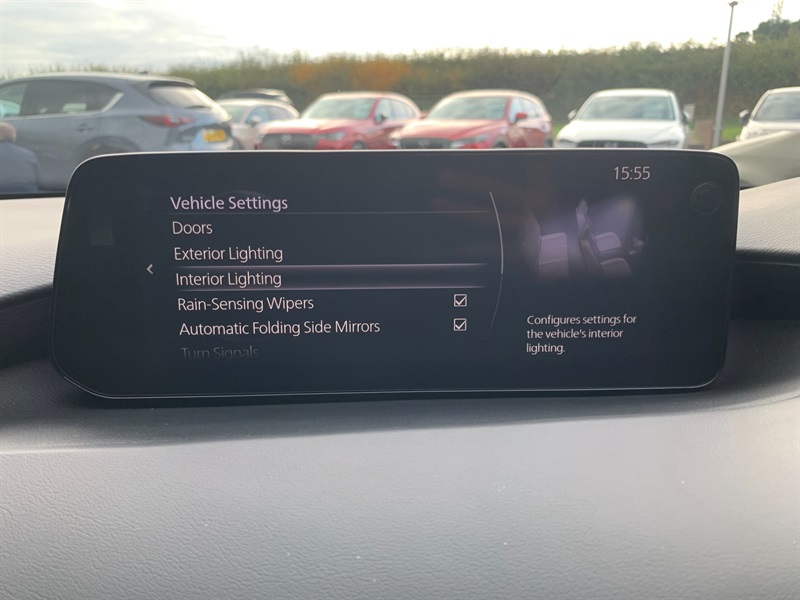 15:55
Vehicle Settings
Doors
Exterior Lighting
Interior Lighting
Rain-Sensing Wipers
Automatic Folding Side Mirrors
Turn Signals
Configures settings for
the vehicle's interior
lighting.